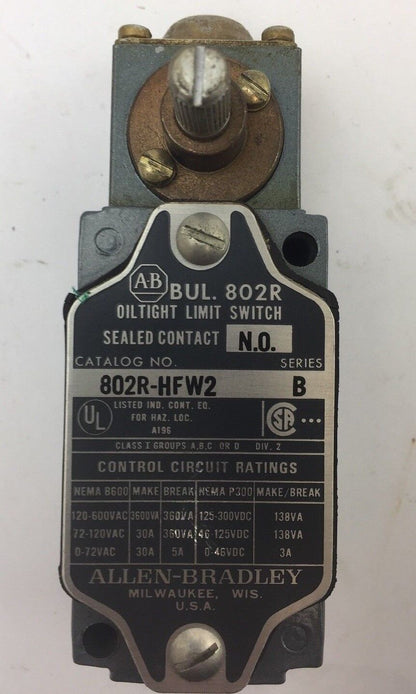 A-B BUL. 802R
OILTIGHT LIMIT SWITCH
SEALED CONTACT N.O.
CATALOG NO. SERIES
802R-HFW2 B
UL LISTED IND. CONT. EQ.
FOR HAZ. LOC.
A196
CLASS I GROUPS A,B,C OR D DIV. 2
CONTROL CIRCUIT RATINGS
NEMA B600 MAKE BREAK NEMA P300 MAKE/BREAK
120-600VAC 3600VA 360VA 125-300VDC 138VA
72-120VAC 30A 360VA 46-125VDC 138VA
0-72VAC 30A 5A 0-46VDC 3A
ALLEN-BRADLEY
MILWAUKEE, WIS.
U.S.A.